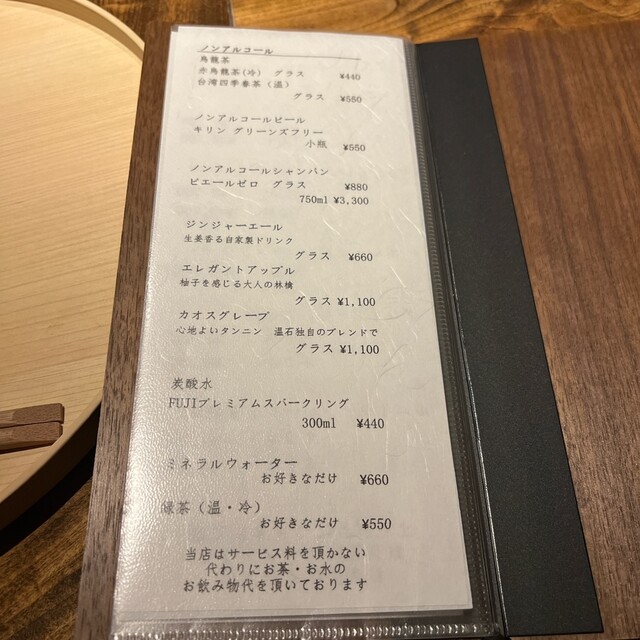 ノンアルコール
烏龍茶
赤烏龍茶(冷) グラス ¥440
台湾四季春茶(温)
グラス ¥550
ノンアルコールビール
キリン グリーンズフリー
小瓶 ¥550
ノンアルコールシャンパン
ピエールゼロ グラス ¥880
750ml ¥3,300
ジンジャーエール
生姜香る自家製ドリンク
グラス ¥660
エレガントアップル
柚子を感じる大人の林檎
グラス ¥1,100
カオスグレープ
心地よいタンニン 温石独自のブレンドで
グラス ¥1,100
炭酸水
FUJIプレミアムスパークリング
300ml ¥440
ミネラルウォーター
お好きなだけ ¥660
緑茶(温・冷)
お好きなだけ ¥550
当店はサービス料を頂かない
代わりにお茶・お水の
お飲み物代を頂いております